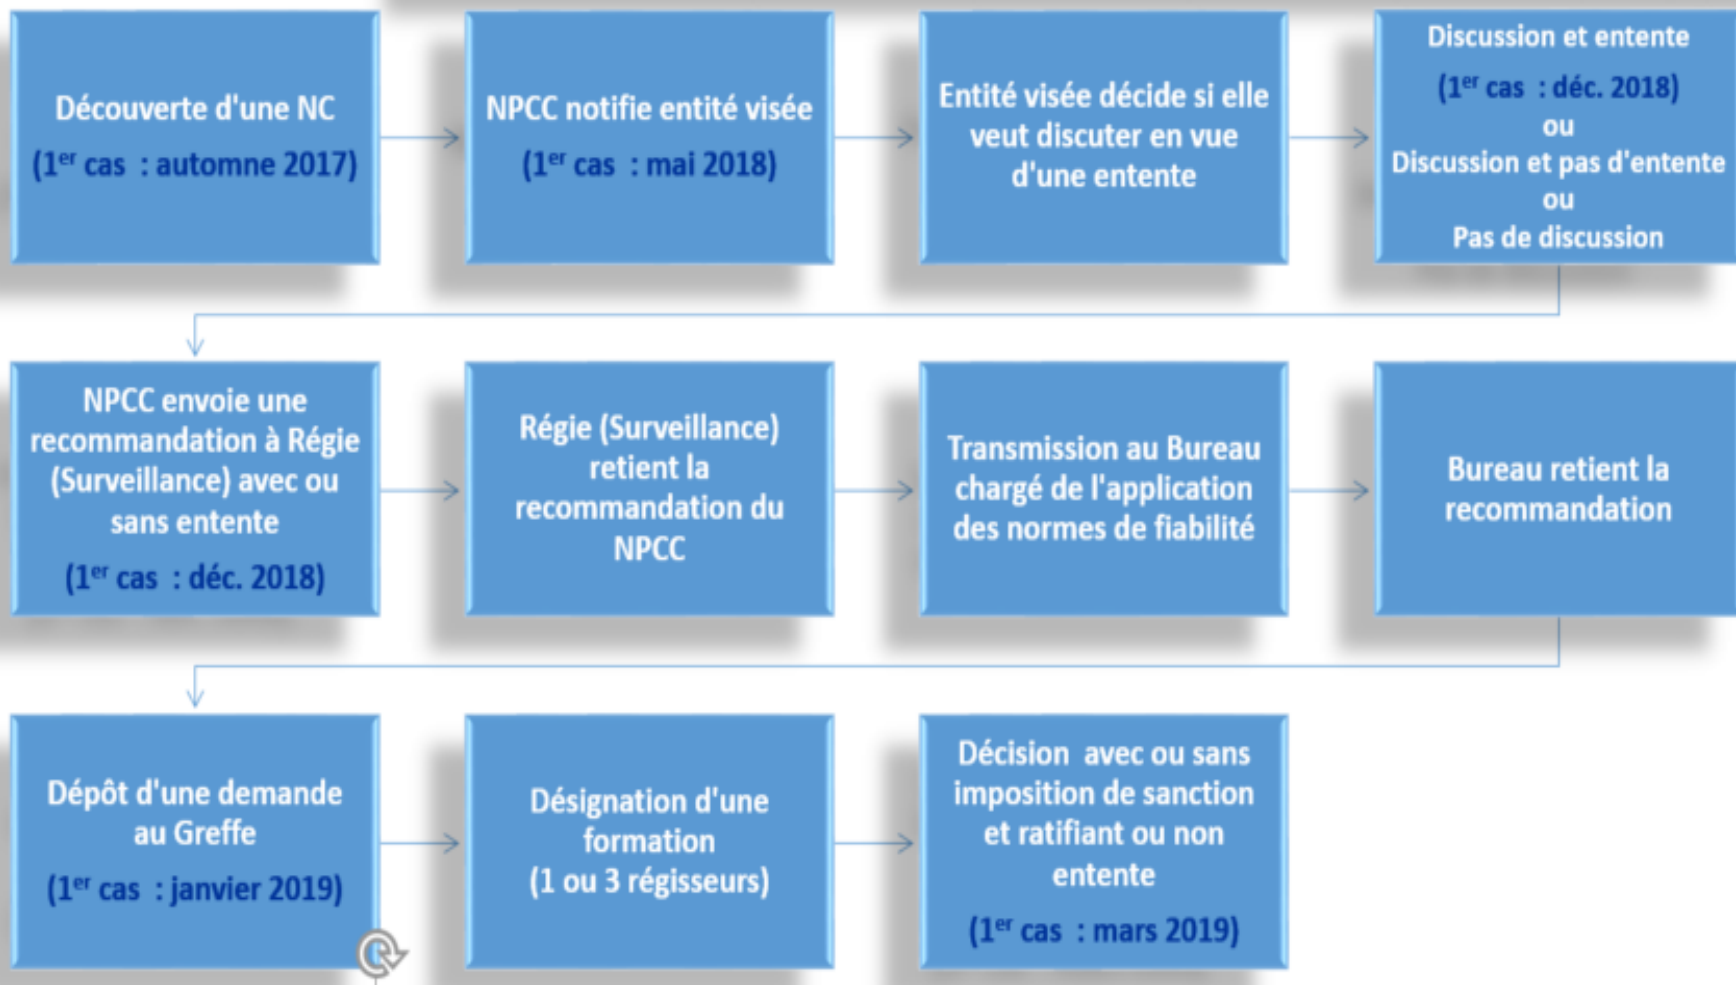 Découverte d'une NC
(1er cas : automne 2017)
NPCC notifie entité visée
(1er cas : mai 2018)
Entité visée décide si elle
veut discuter en vue
d'une entente
Discussion et entente
(1er cas : déc. 2018)
ou
Discussion et pas d'entente
ou
Pas de discussion
NPCC envoie une
recommandation à Régie
(Surveillance) avec ou
sans entente
(1er cas : déc. 2018)
Régie (Surveillance)
retient la
recommandation du
NPCC
Transmission au Bureau
chargé de l'application
des normes de fiabilité
Bureau retient la
recommandation
Dépôt d'une demande
au Greffe
(1er cas : janvier 2019)
Désignation d'une
formation
(1 ou 3 régisseurs)
Décision avec ou sans
imposition de sanction
et ratifiant ou non
entente
(1er cas : mars 2019)